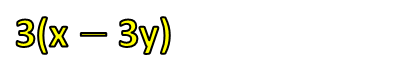 3(x – 3y)